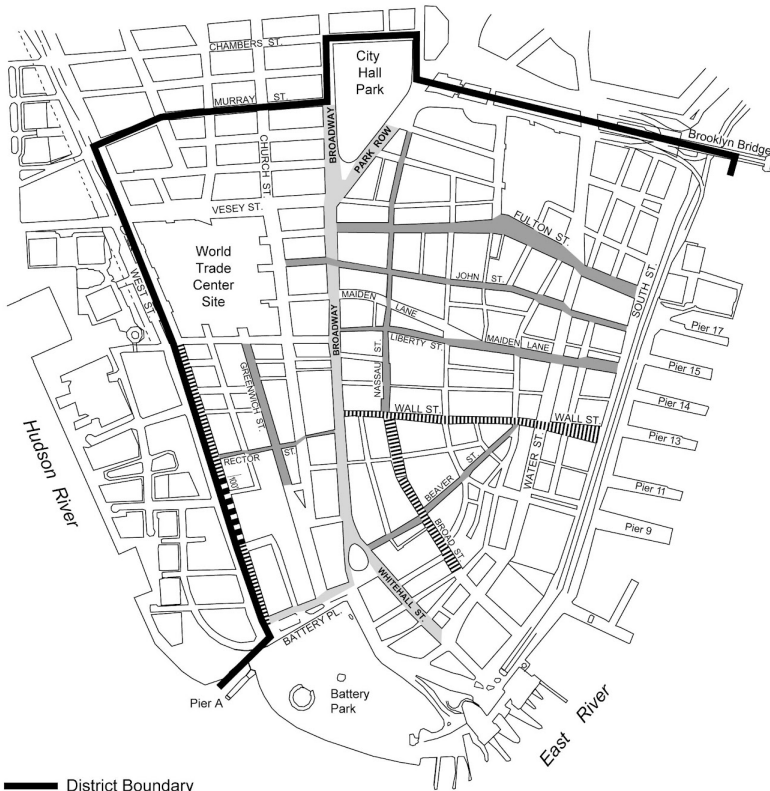 CHAMBERS ST.
City
Hall
Park
MURRAY ST.
BROADWAY
PARK ROW
Brooklyn Bridge
CHURCH ST.
VESEY ST.
FULTON ST.
World
Trade
Center
Site
WEST ST.
JOHN ST.
SOUTH ST.
MAIDEN LANE
Pier 17
BROADWAY
LIBERTY ST.
MAIDEN LANE
NASSAU ST.
Pier 15
GREENWICH ST.
WALL ST.
WALL ST.
Pier 14
Hudson River
RECTOR ST.
WATER ST.
Pier 13
100'
BEAVER ST.
Pier 11
BROAD ST.
Pier 9
WHITEHALL ST.
BATTERY PL.
Pier A
Battery
Park
East River
District Boundary